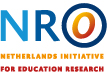 NRO
NETHERLANDS INITIATIVE
FOR EDUCATION RESEARCH